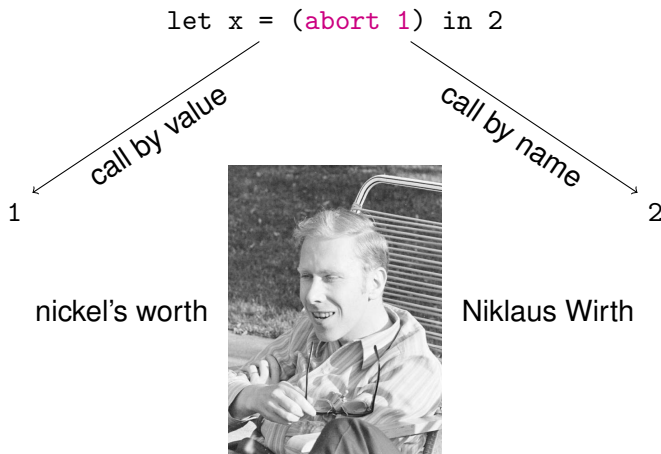 let x = (abort 1) in 2
call by value
call by name
1
2
nickel's worth
Niklaus Wirth